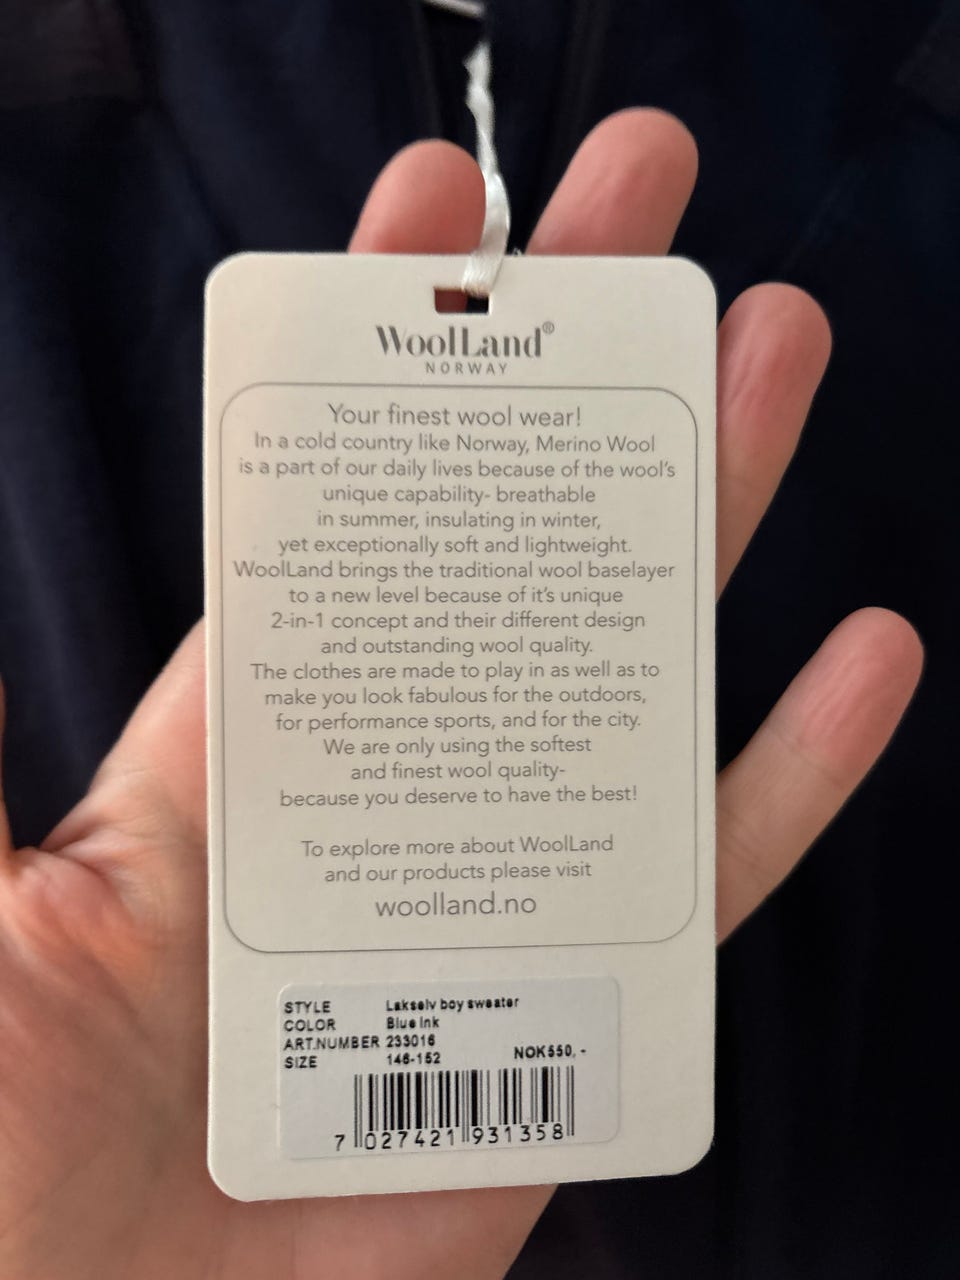 WoolLand®
NORWAY
Your finest wool wear!
In a cold country like Norway, Merino Wool
is a part of our daily lives because of the wool's
unique capability- breathable
in summer, insulating in winter,
yet exceptionally soft and lightweight.
WoolLand brings the traditional wool baselayer
to a new level because of it's unique
2-in-1 concept and their different design
and outstanding wool quality.
The clothes are made to play in as well as to
make you look fabulous for the outdoors,
for performance sports, and for the city.
We are only using the softest
and finest wool quality-
because you deserve to have the best!
To explore more about WoolLand
and our products please visit
woolland.no
STYLE Lakselv boy sweater
COLOR Blue Ink
ART.NUMBER 233016
SIZE 146-152 NOK550,-
7 027421 931358